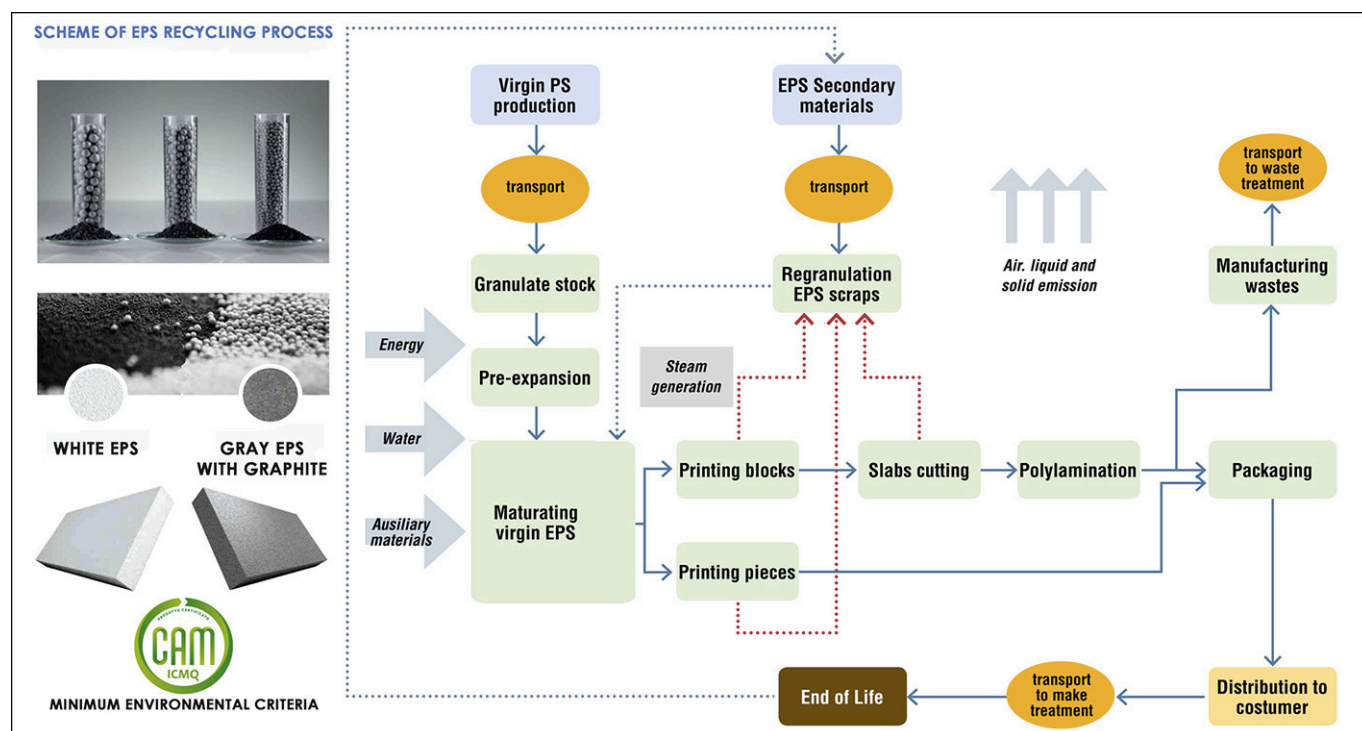 SCHEME OF EPS RECYCLING PROCESS
WHITE EPS
GRAY EPS
WITH GRAPHITE
PRODOTTO CERTIFICATO
CAM
ICMQ
MINIMUM ENVIRONMENTAL CRITERIA
Virgin PS
production
EPS Secondary
materials
transport
transport
transport
to waste
treatment
Granulate stock
Regranulation
EPS scraps
Air. liquid and
solid emission
Manufacturing
wastes
Energy
Pre-expansion
Steam
generation
Water
Ausiliary
materials
Maturating
virgin EPS
Printing blocks
Slabs cutting
Polylamination
Packaging
Printing pieces
End of Life
transport
to make
treatment
Distribution to
costumer